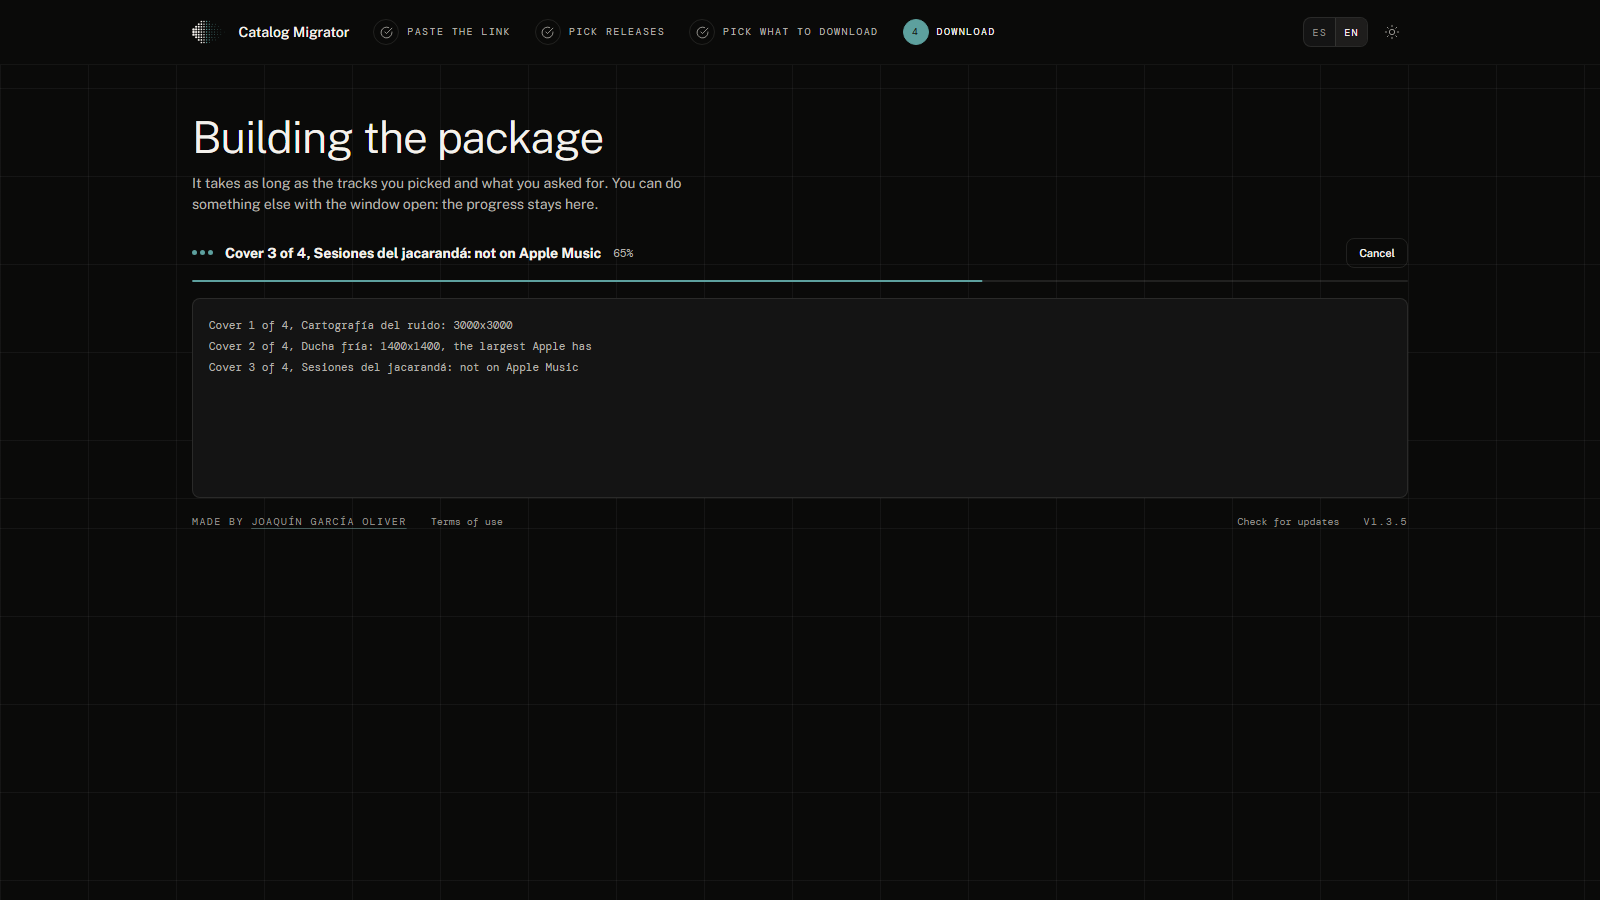 Catalog Migrator
PASTE THE LINK
PICK RELEASES
PICK WHAT TO DOWNLOAD
4 DOWNLOAD
ES EN
Building the package
It takes as long as the tracks you picked and what you asked for. You can do
something else with the window open: the progress stays here.
Cover 3 of 4, Sesiones del jacarandá: not on Apple Music 65%
Cancel
Cover 1 of 4, Cartografía del ruido: 3000x3000
Cover 2 of 4, Ducha fría: 1400x1400, the largest Apple has
Cover 3 of 4, Sesiones del jacarandá: not on Apple Music
MADE BY JOAQUÍN GARCÍA OLIVER
Terms of use
Check for updates
V1.3.5